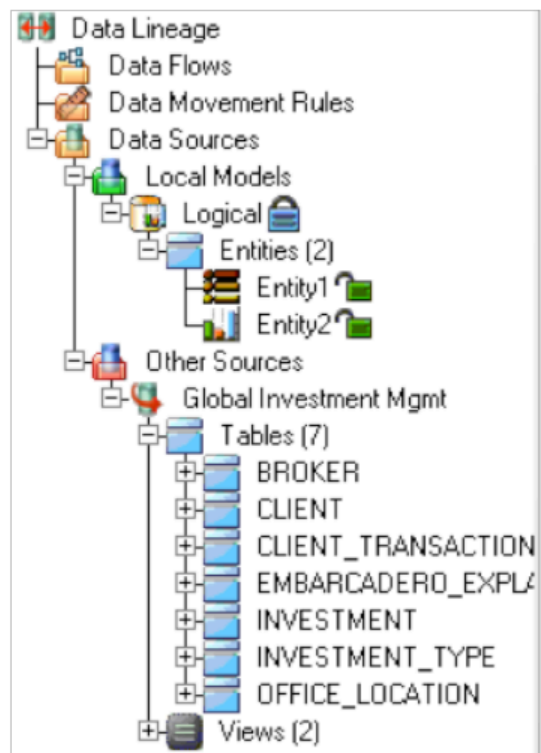 Data Lineage
Data Flows
Data Movement Rules
Data Sources
Local Models
Logical
Entities (2)
Entity1
Entity2
Other Sources
Global Investment Mgmt
Tables (7)
BROKER
CLIENT
CLIENT_TRANSACTION
EMBARCADERO_EXPLA
INVESTMENT
INVESTMENT_TYPE
OFFICE_LOCATION
Views (2)